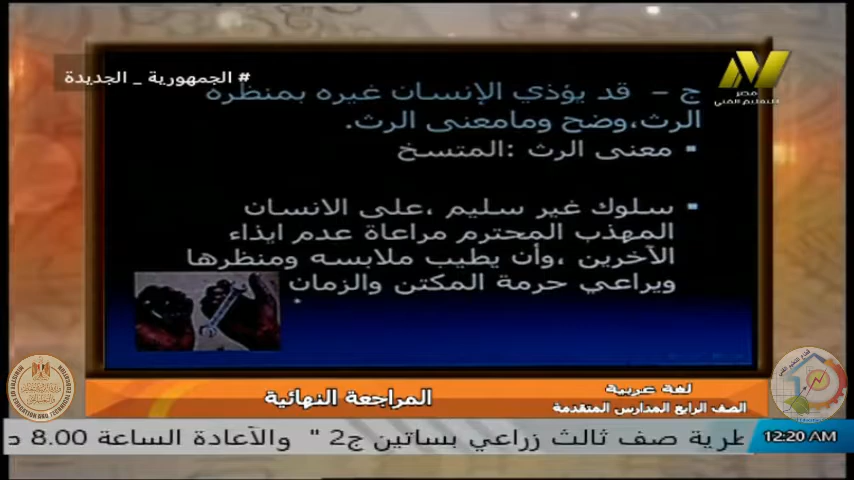 # الجمهورية _ الجديدة
مصر
للتعليم الفني
ج – قد يؤذي الإنسان غيره بمنظره
الرث،وضح ومامعنى الرث.
▪ معنى الرث :المتسخ
▪ سلوك غير سليم ،على الانسان
المهذب المحترم مراعاة عدم ايذاء
الآخرين ،وأن يطيب ملابسه ومنظرها
ويراعي حرمة المكتن والزمان
.
لغة عربية
الصف الرابع المدارس المتقدمة
المراجعة النهائية
12:20 AM
طرية صف ثالث زراعي بساتين ج2 " والآعادة الساعة 8.00 د